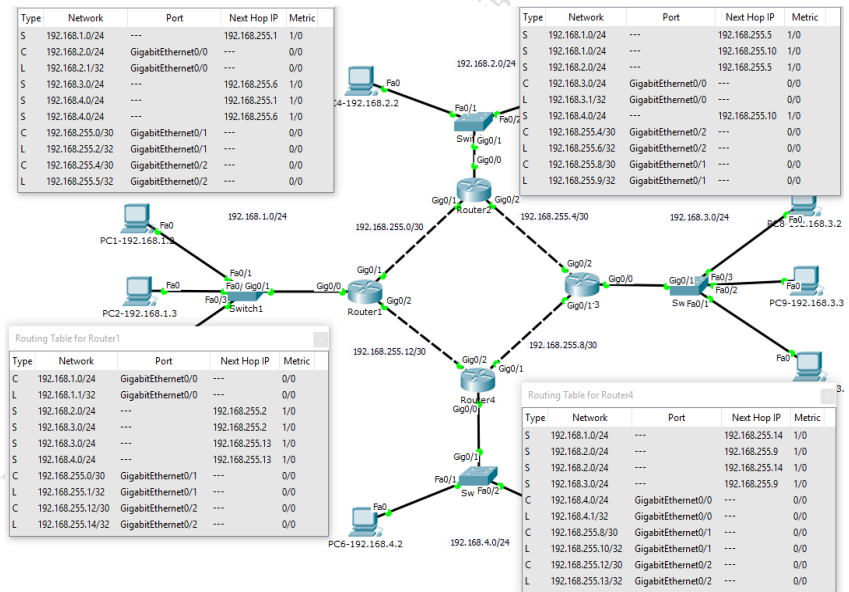 Type Network Port Next Hop IP Metric
S 192.168.1.0/24 --- 192.168.255.1 1/0
C 192.168.2.0/24 GigabitEthernet0/0 --- 0/0
L 192.168.2.1/32 GigabitEthernet0/0 --- 0/0
S 192.168.3.0/24 --- 192.168.255.6 1/0
S 192.168.4.0/24 --- 192.168.255.1 1/0
S 192.168.4.0/24 --- 192.168.255.6 1/0
C 192.168.255.0/30 GigabitEthernet0/1 --- 0/0
L 192.168.255.2/32 GigabitEthernet0/1 --- 0/0
C 192.168.255.4/30 GigabitEthernet0/2 --- 0/0
L 192.168.255.5/32 GigabitEthernet0/2 --- 0/0
Type Network Port Next Hop IP Metric
S 192.168.1.0/24 --- 192.168.255.5 1/0
S 192.168.1.0/24 --- 192.168.255.10 1/0
S 192.168.2.0/24 --- 192.168.255.5 1/0
C 192.168.3.0/24 GigabitEthernet0/0 --- 0/0
L 192.168.3.1/32 GigabitEthernet0/0 --- 0/0
S 192.168.4.0/24 --- 192.168.255.10 1/0
C 192.168.255.4/30 GigabitEthernet0/2 --- 0/0
L 192.168.255.6/32 GigabitEthernet0/2 --- 0/0
C 192.168.255.8/30 GigabitEthernet0/1 --- 0/0
L 192.168.255.9/32 GigabitEthernet0/1 --- 0/0
192.168.2.0/24
Fa0
C4-192.168.2.2
Fa0/1
Fa0/2
Swit
Gig0/1
Gig0/0
Gig0/1
Gig0/2
Router2
192.168.255.0/30
192.168.255.4/30
192.168.1.0/24
192.168.3.0/24
Fa0
PC1-192.168.1.2
Fa0
PC8-192.168.3.2
Fa0
PC2-192.168.1.3
Fa0/1
Fa0/
Gig0/1
Fa0/3
Switch1
Gig0/0
Gig0/1
Gig0/2
Router1
Gig0/2
Gig0/0
Gig0/1
-3
Gig0/1
Fa0/3
Fa0/2
Sw
Fa0/1
Fa0
PC9-192.168.3.3
Fa0
3.
192.168.255.12/30
192.168.255.8/30
Gig0/2
Gig0/1
Router4
Gig0/0
Gig0/1
Fa0/1
Sw
Fa0/2
Fa0
PC6-192.168.4.2
192.168.4.0/24
Routing Table for Router1
Type Network Port Next Hop IP Metric
C 192.168.1.0/24 GigabitEthernet0/0 --- 0/0
L 192.168.1.1/32 GigabitEthernet0/0 --- 0/0
S 192.168.2.0/24 --- 192.168.255.2 1/0
S 192.168.3.0/24 --- 192.168.255.2 1/0
S 192.168.3.0/24 --- 192.168.255.13 1/0
S 192.168.4.0/24 --- 192.168.255.13 1/0
C 192.168.255.0/30 GigabitEthernet0/1 --- 0/0
L 192.168.255.1/32 GigabitEthernet0/1 --- 0/0
C 192.168.255.12/30 GigabitEthernet0/2 --- 0/0
L 192.168.255.14/32 GigabitEthernet0/2 --- 0/0
Routing Table for Router4
Type Network Port Next Hop IP Metric
S 192.168.1.0/24 --- 192.168.255.14 1/0
S 192.168.2.0/24 --- 192.168.255.9 1/0
S 192.168.2.0/24 --- 192.168.255.14 1/0
S 192.168.3.0/24 --- 192.168.255.9 1/0
C 192.168.4.0/24 GigabitEthernet0/0 --- 0/0
L 192.168.4.1/32 GigabitEthernet0/0 --- 0/0
C 192.168.255.8/30 GigabitEthernet0/1 --- 0/0
L 192.168.255.10/32 GigabitEthernet0/1 --- 0/0
C 192.168.255.12/30 GigabitEthernet0/2 --- 0/0
L 192.168.255.13/32 GigabitEthernet0/2 --- 0/0